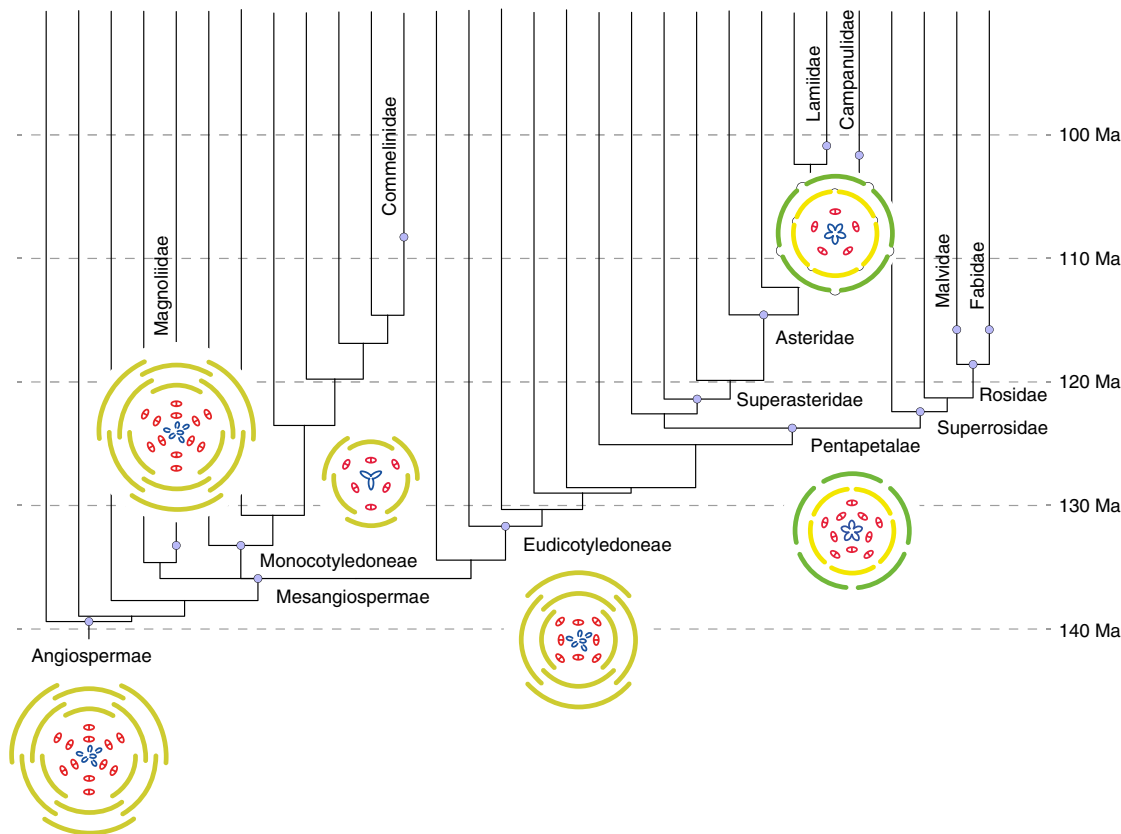 Lamiidae
Campanulidae
100 Ma
Commelinidae
Magnoliidae
110 Ma
Malvidae
Fabidae
Asteridae
120 Ma
Superasteridae
Rosidae
Superrosidae
Pentapetalae
130 Ma
Eudicotyledoneae
Monocotyledoneae
Mesangiospermae
140 Ma
Angiospermae